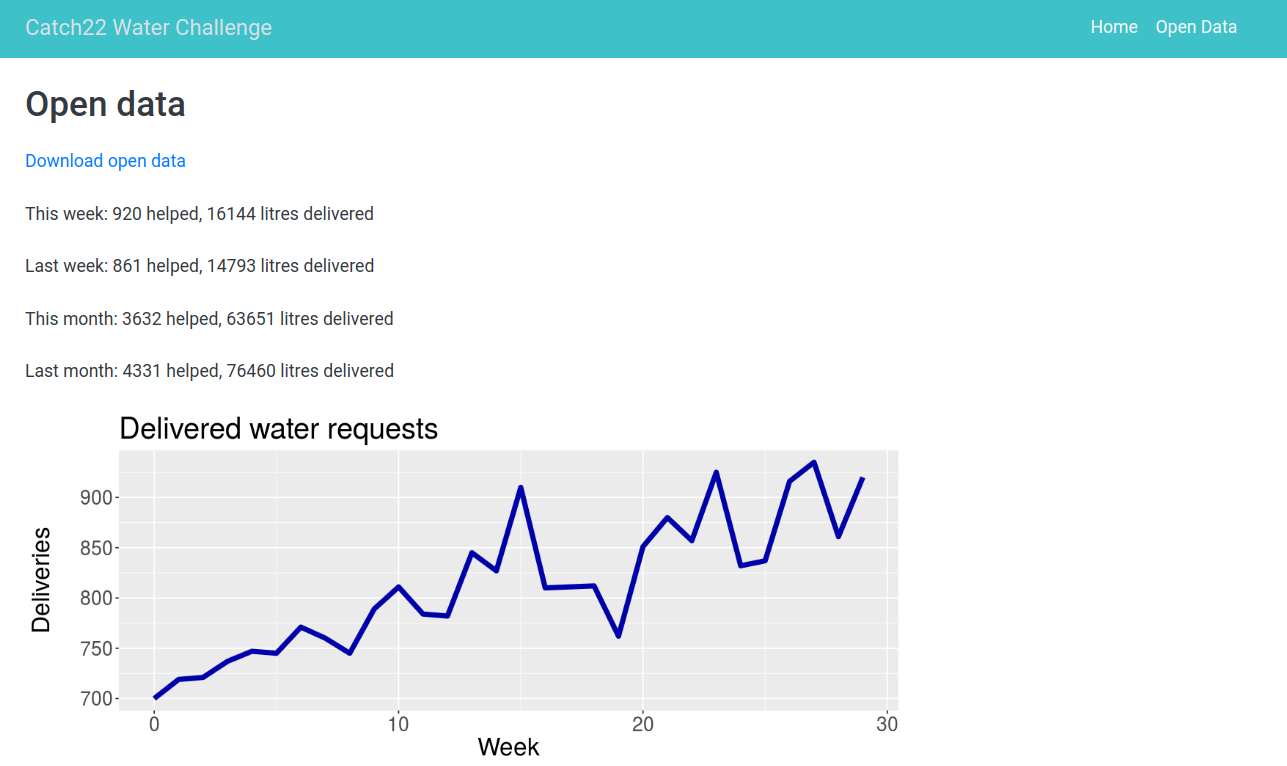 Catch22 Water Challenge
Home Open Data
Open data
Download open data
This week: 920 helped, 16144 litres delivered
Last week: 861 helped, 14793 litres delivered
This month: 3632 helped, 63651 litres delivered
Last month: 4331 helped, 76460 litres delivered
Delivered water requests
900
850
800
750
700
Deliveries
0 10 20 30
Week